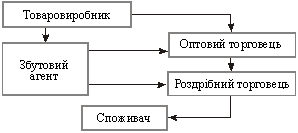 Товаровиробник
Оптовий торговець
Збутовий
агент
Роздрібний торговець
Споживач